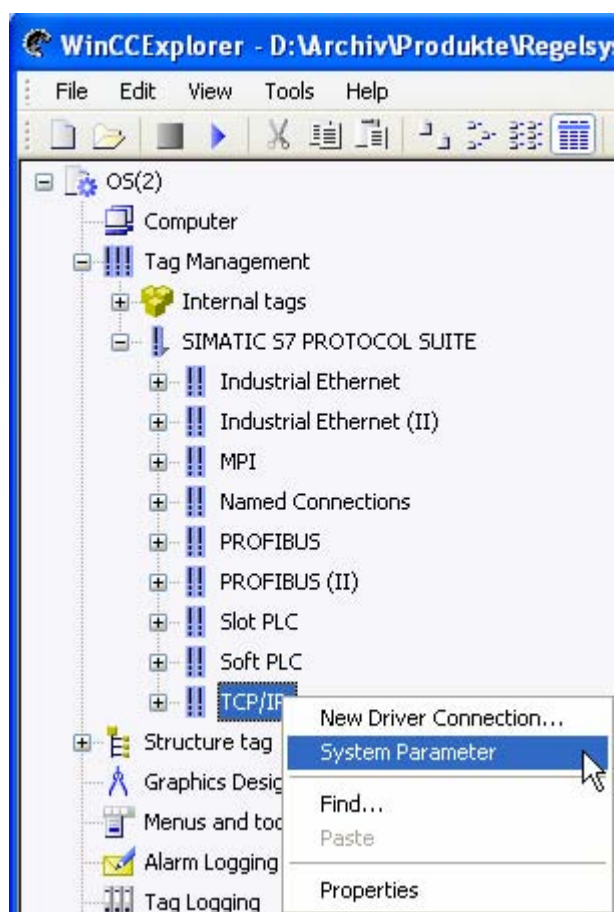 WinCCExplorer - D:\Archiv\Produkte\Regelsys
File Edit View Tools Help
OS(2)
Computer
Tag Management
Internal tags
SIMATIC S7 PROTOCOL SUITE
Industrial Ethernet
Industrial Ethernet (II)
MPI
Named Connections
PROFIBUS
PROFIBUS (II)
Slot PLC
Soft PLC
TCP/IP
New Driver Connection...
Structure tag
System Parameter
Graphics Desig
Find...
Menus and too
Paste
Alarm Logging
Properties
Tag Logging